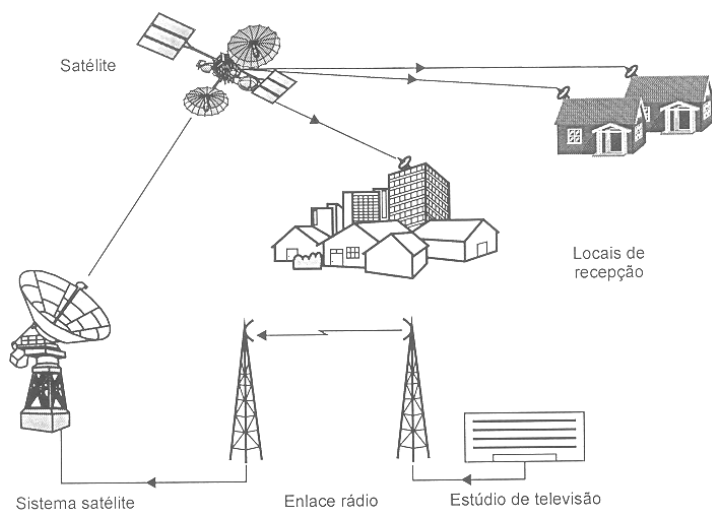 Satélite
Locais de
recepção
Sistema satélite
Enlace rádio
Estúdio de televisão